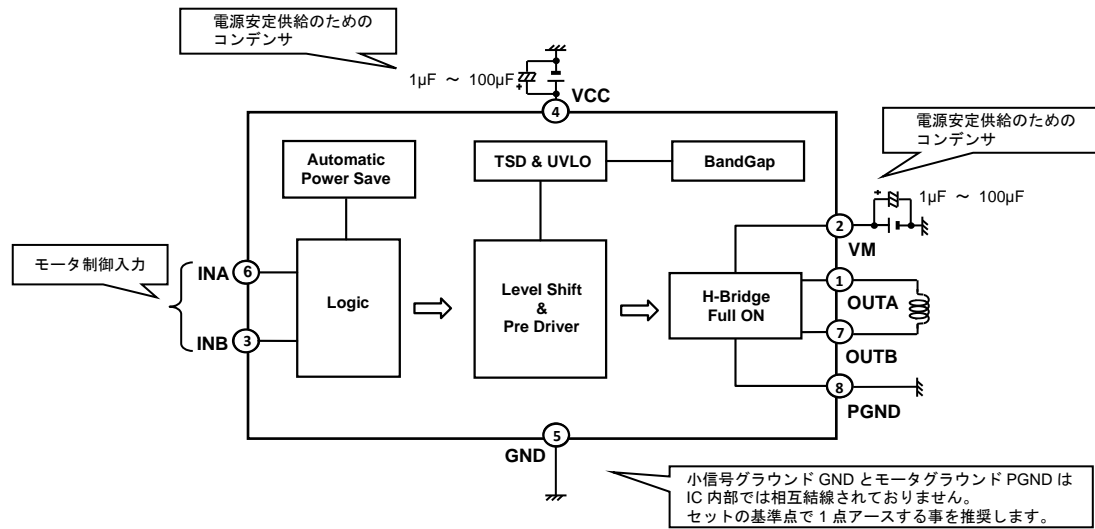 電源安定供給のための
コンデンサ
1µF ～ 100µF
VCC
4
電源安定供給のための
コンデンサ
1µF ～ 100µF
Automatic
Power Save
TSD & UVLO
BandGap
2
VM
モータ制御入力
INA
6
INB
3
Logic
Level Shift
&
Pre Driver
H-Bridge
Full ON
1
OUTA
7
OUTB
8
PGND
5
GND
小信号グラウンド GND とモータグラウンド PGND は
IC 内部では相互結線されておりません。
セットの基準点で 1 点アースする事を推奨します。